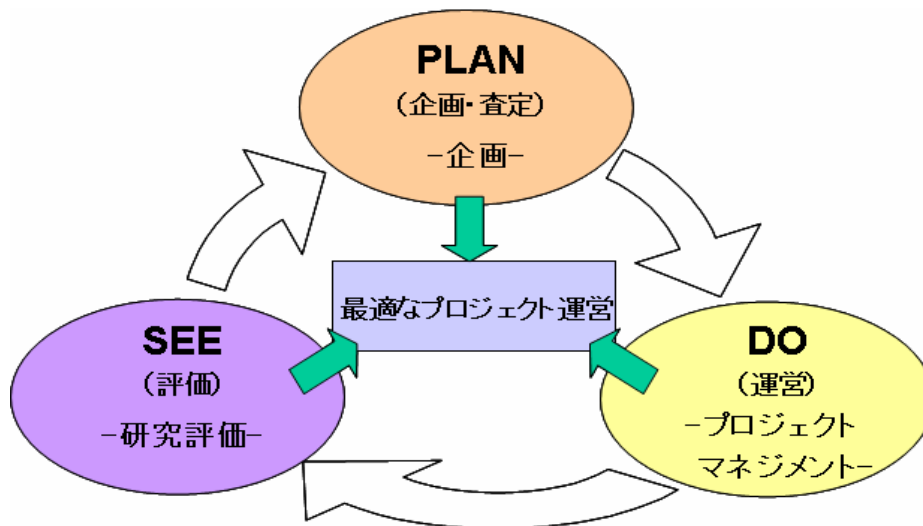 PLAN
(企画・査定)
-企画-
最適なプロジェクト運営
SEE
(評価)
-研究評価-
DO
(運営)
-プロジェクト
マネジメント-